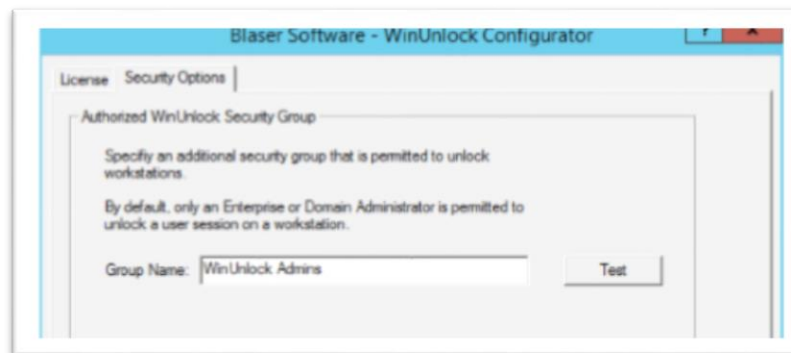 Blaser Software - WinUnlock Configurator
?
x
License
Security Options
Authorized WinUnlock Security Group
Specifiy an additional security group that is permitted to unlock
workstations.
By default, only an Enterprise or Domain Administrator is permitted to
unlock a user session on a workstation.
Group Name:
WinUnlock Admins
Test